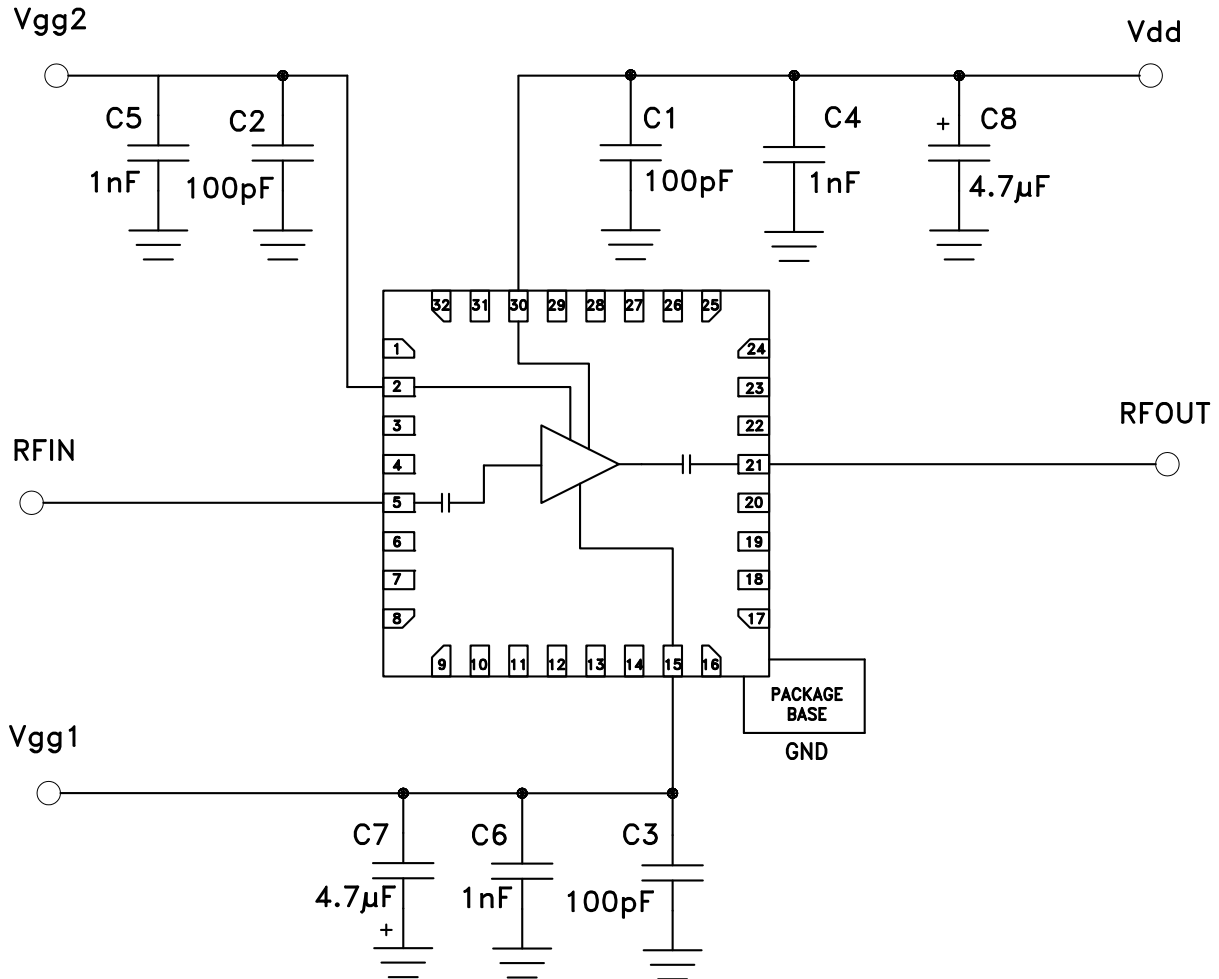 Vgg2
Vdd
C5
1nF
C2
100pF
C1
100pF
C4
1nF
+ C8
4.7µF
32 31 30 29 28 27 26 25
1
2
3
4
5
6
7
8
24
23
22
21
20
19
18
17
9 10 11 12 13 14 15 16
RFIN
RFOUT
PACKAGE
BASE
GND
Vgg1
C7
4.7µF
+
C6
1nF
C3
100pF